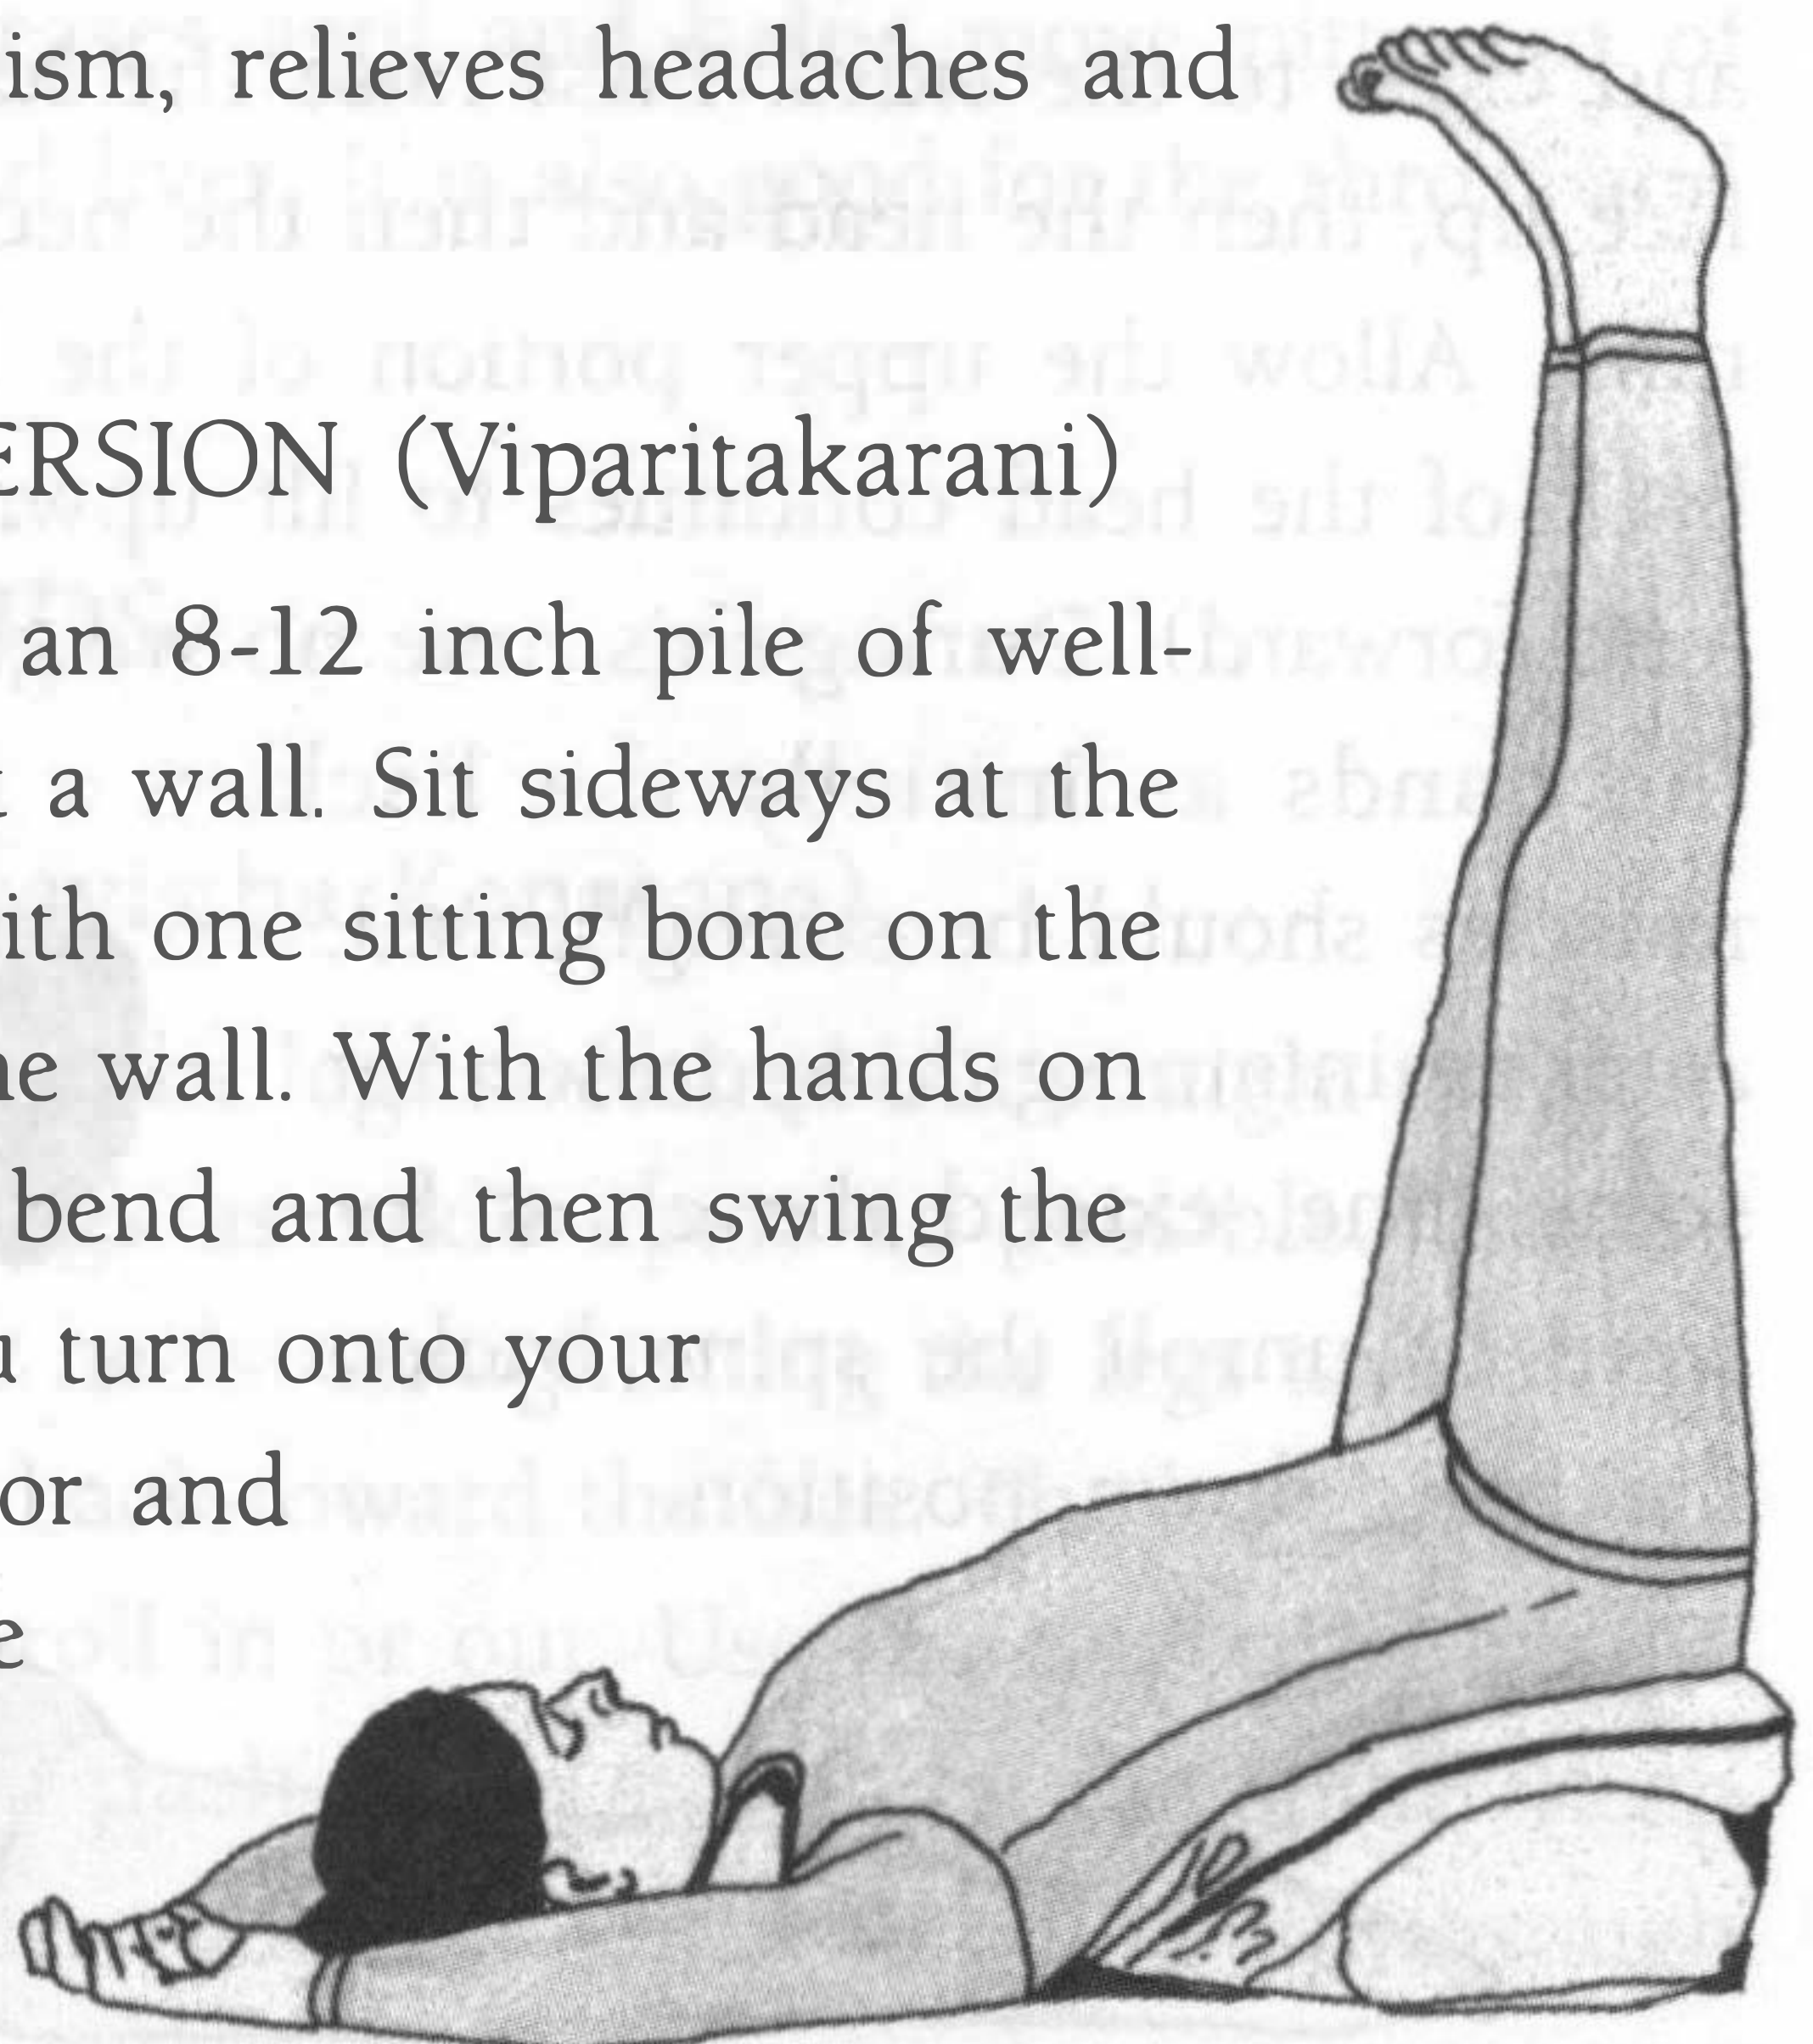 ism, relieves headaches and
ERSION (Viparitakarani)
an 8-12 inch pile of well-
a wall. Sit sideways at the
ith one sitting bone on the
wall. With the hands on
bend and then swing the
turn onto your
or and